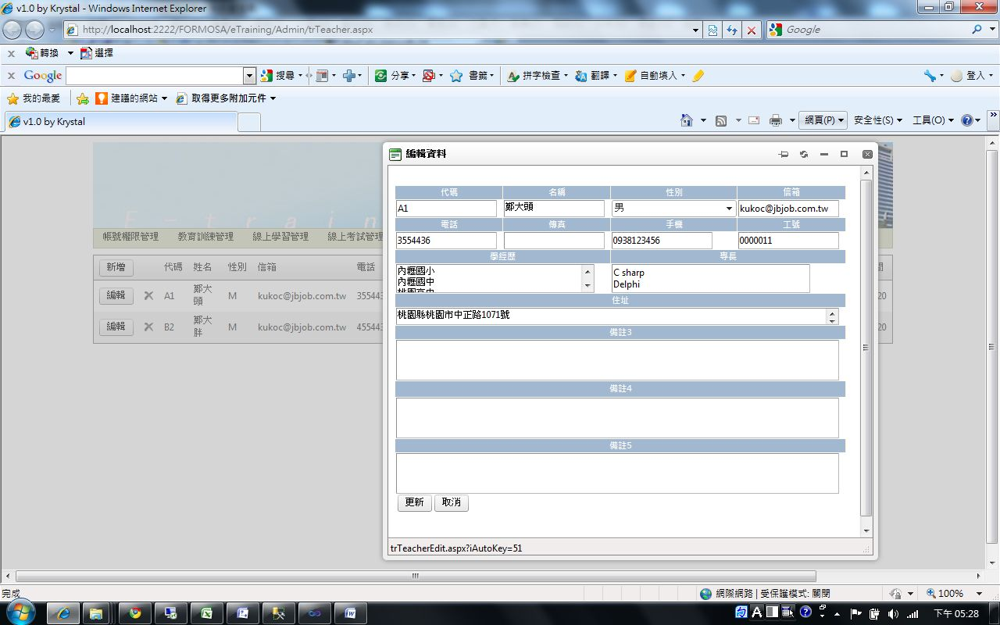 v1.0 by Krystal - Windows Internet Explorer
http://localhost:2222/FORMOSA/eTraining/Admin/trTeacher.aspx
Google
x 轉換 選擇
x Google 搜尋 分享 書籤 拼字檢查 翻譯 自動填入 登入
我的最愛 建議的網站 取得更多附加元件
v1.0 by Krystal
網頁(P) 安全性(S) 工具(O)
E-train
帳號權限管理 教育訓練管理 線上學習管理 線上考試管理
新增 代碼 姓名 性別 信箱 電話
編輯 A1 鄭大頭 M kukoc@jbjob.com.tw 35544 20
編輯 B2 鄭大胖 M kukoc@jbjob.com.tw 45544 20
編輯資料
代碼 名稱 性別 信箱
A1 鄭大頭 男 kukoc@jbjob.com.tw
電話 傳真 手機 工號
3554436 0938123456 0000011
學經歷 專長
內壢國小
內壢國中
桃園高中
C sharp
Delphi
住址
桃園縣桃園市中正路1071號
備註3
備註4
備註5
更新 取消
trTeacherEdit.aspx?iAutoKey=51
完成 網際網路 | 受保護模式: 關閉 100%
A
下午 05:28